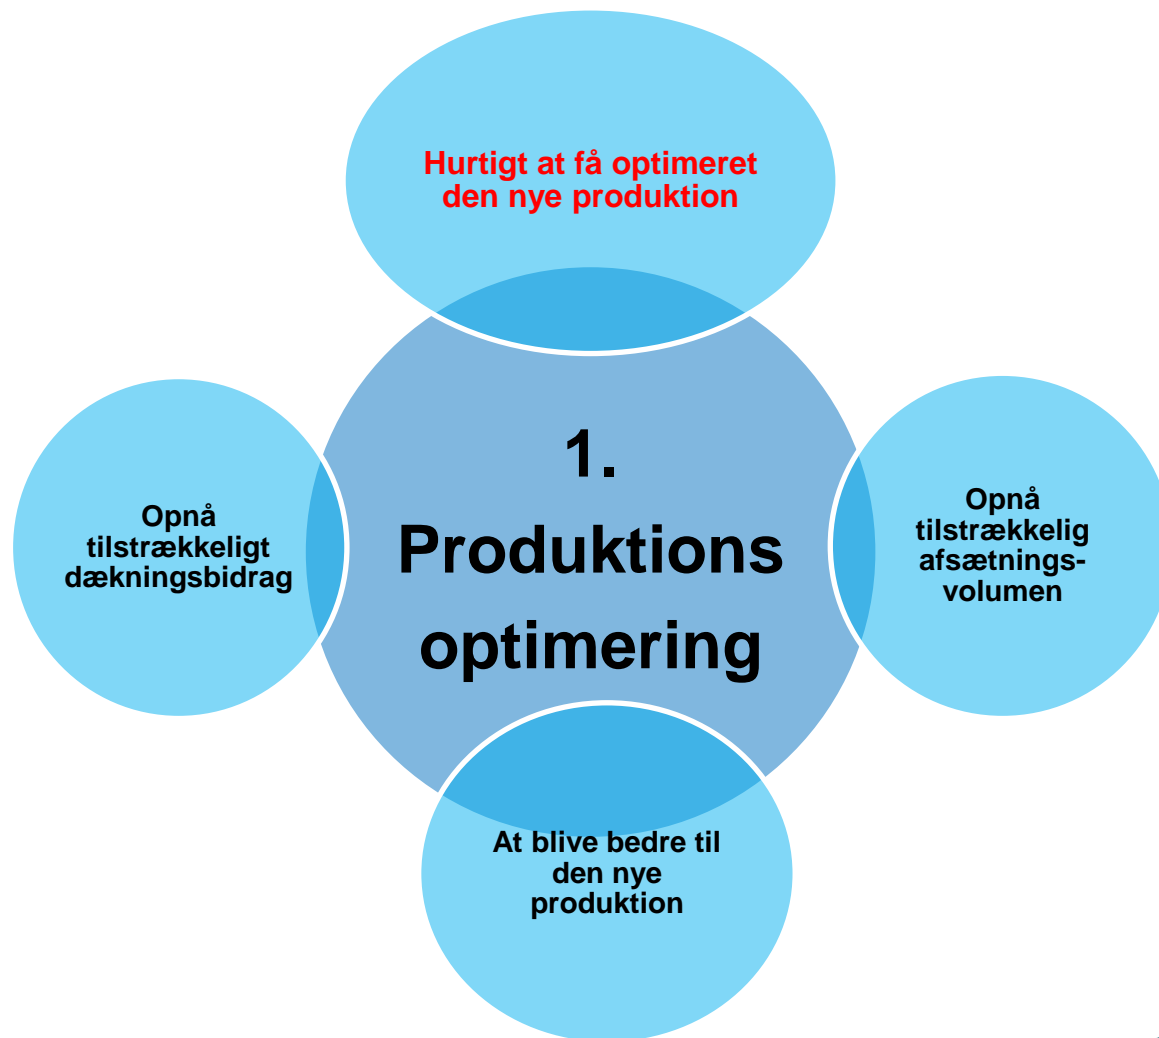 Hurtigt at få optimeret
den nye produktion
1.
Produktions
optimering
Opnå
tilstrækkeligt
dækningsbidrag
Opnå
tilstrækkelig
afsætnings-
volumen
At blive bedre til
den nye
produktion